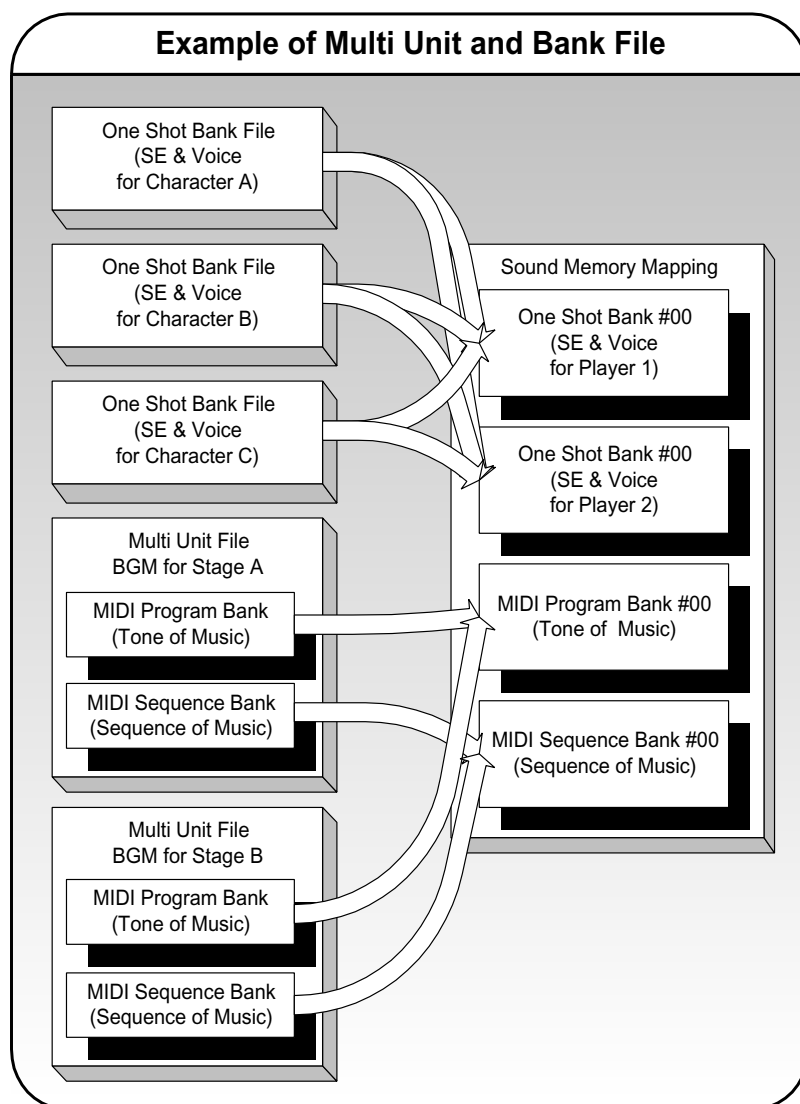 Example of Multi Unit and Bank File
One Shot Bank File
(SE & Voice
for Character A)
One Shot Bank File
(SE & Voice
for Character B)
One Shot Bank File
(SE & Voice
for Character C)
Multi Unit File
BGM for Stage A
MIDI Program Bank
(Tone of Music)
MIDI Sequence Bank
(Sequence of Music)
Multi Unit File
BGM for Stage B
MIDI Program Bank
(Tone of Music)
MIDI Sequence Bank
(Sequence of Music)
Sound Memory Mapping
One Shot Bank #00
(SE & Voice
for Player 1)
One Shot Bank #00
(SE & Voice
for Player 2)
MIDI Program Bank #00
(Tone of Music)
MIDI Sequence Bank #00
(Sequence of Music)